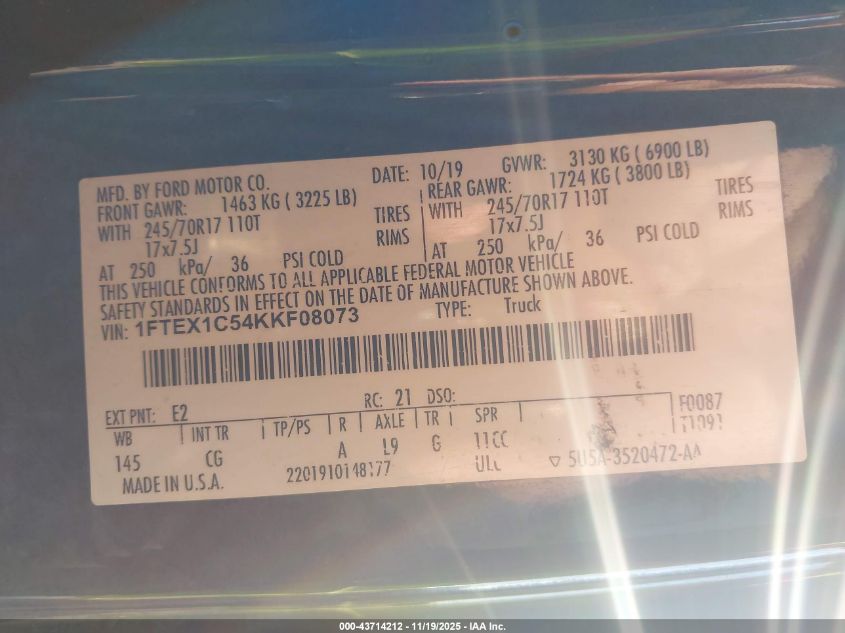 MFD. BY FORD MOTOR CO. DATE: 10/19 GVWR: 3130 KG ( 6900 LB)
FRONT GAWR: 1463 KG ( 3225 LB) REAR GAWR: 1724 KG ( 3800 LB)
WITH 245/70R17 110T TIRES WITH 245/70R17 110T TIRES
17x7.5J RIMS 17x7.5J RIMS
AT 250 kPa/ 36 PSI COLD AT 250 kPa/ 36 PSI COLD
THIS VEHICLE CONFORMS TO ALL APPLICABLE FEDERAL MOTOR VEHICLE
SAFETY STANDARDS IN EFFECT ON THE DATE OF MANUFACTURE SHOWN ABOVE.
VIN: 1FTEX1C54KKF08073 TYPE: Truck
EXT PNT: E2 RC: 21 DSO: F0087
WB INT TR TP/PS R AXLE TR SPR T1091
145 CG A L9 G 11CC
MADE IN U.S.A. 2201910148177 ▽ 5U5A-3520472-AA
000-43714212 - 11/19/2025 - IAA Inc.